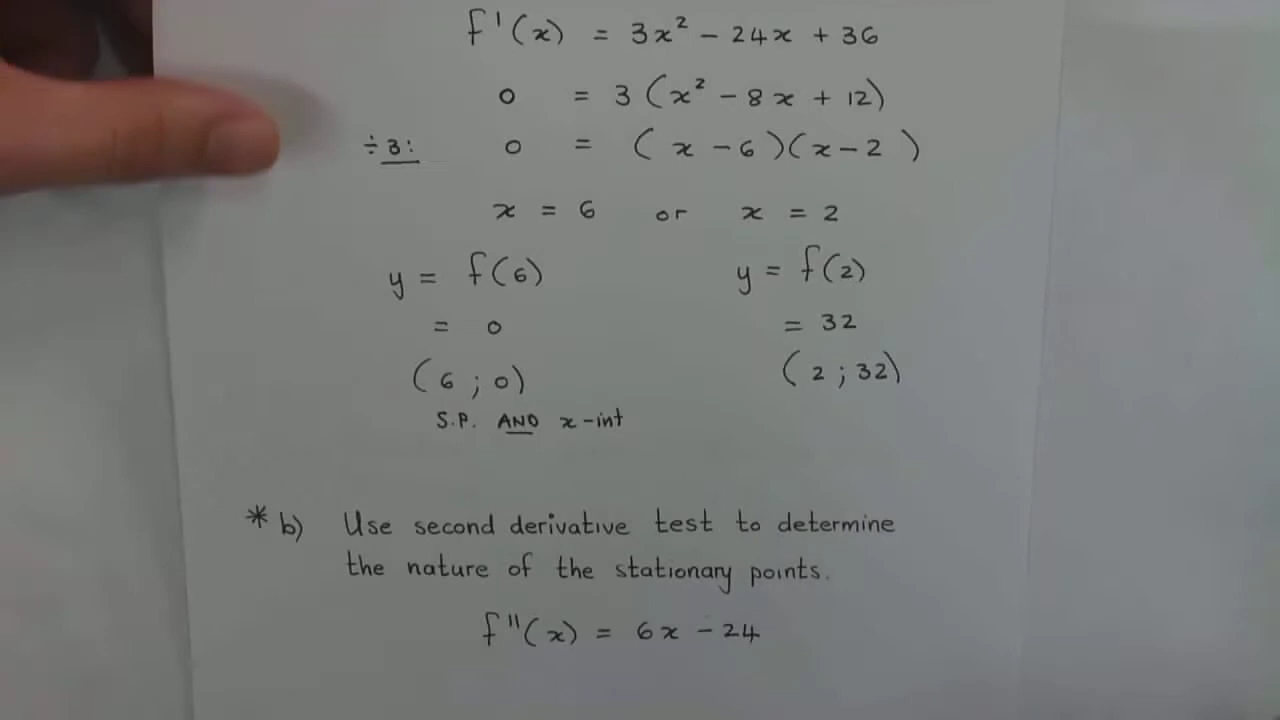 f'(x) = 3x² - 24x + 36
0 = 3(x² - 8x + 12)
÷3: 0 = (x - 6)(x - 2)
x = 6 or x = 2
y = f(6) y = f(2)
= 0 = 32
(6 ; 0) (2 ; 32)
S.P. AND x-int
* b) Use second derivative test to determine
the nature of the stationary points.
f''(x) = 6x - 24